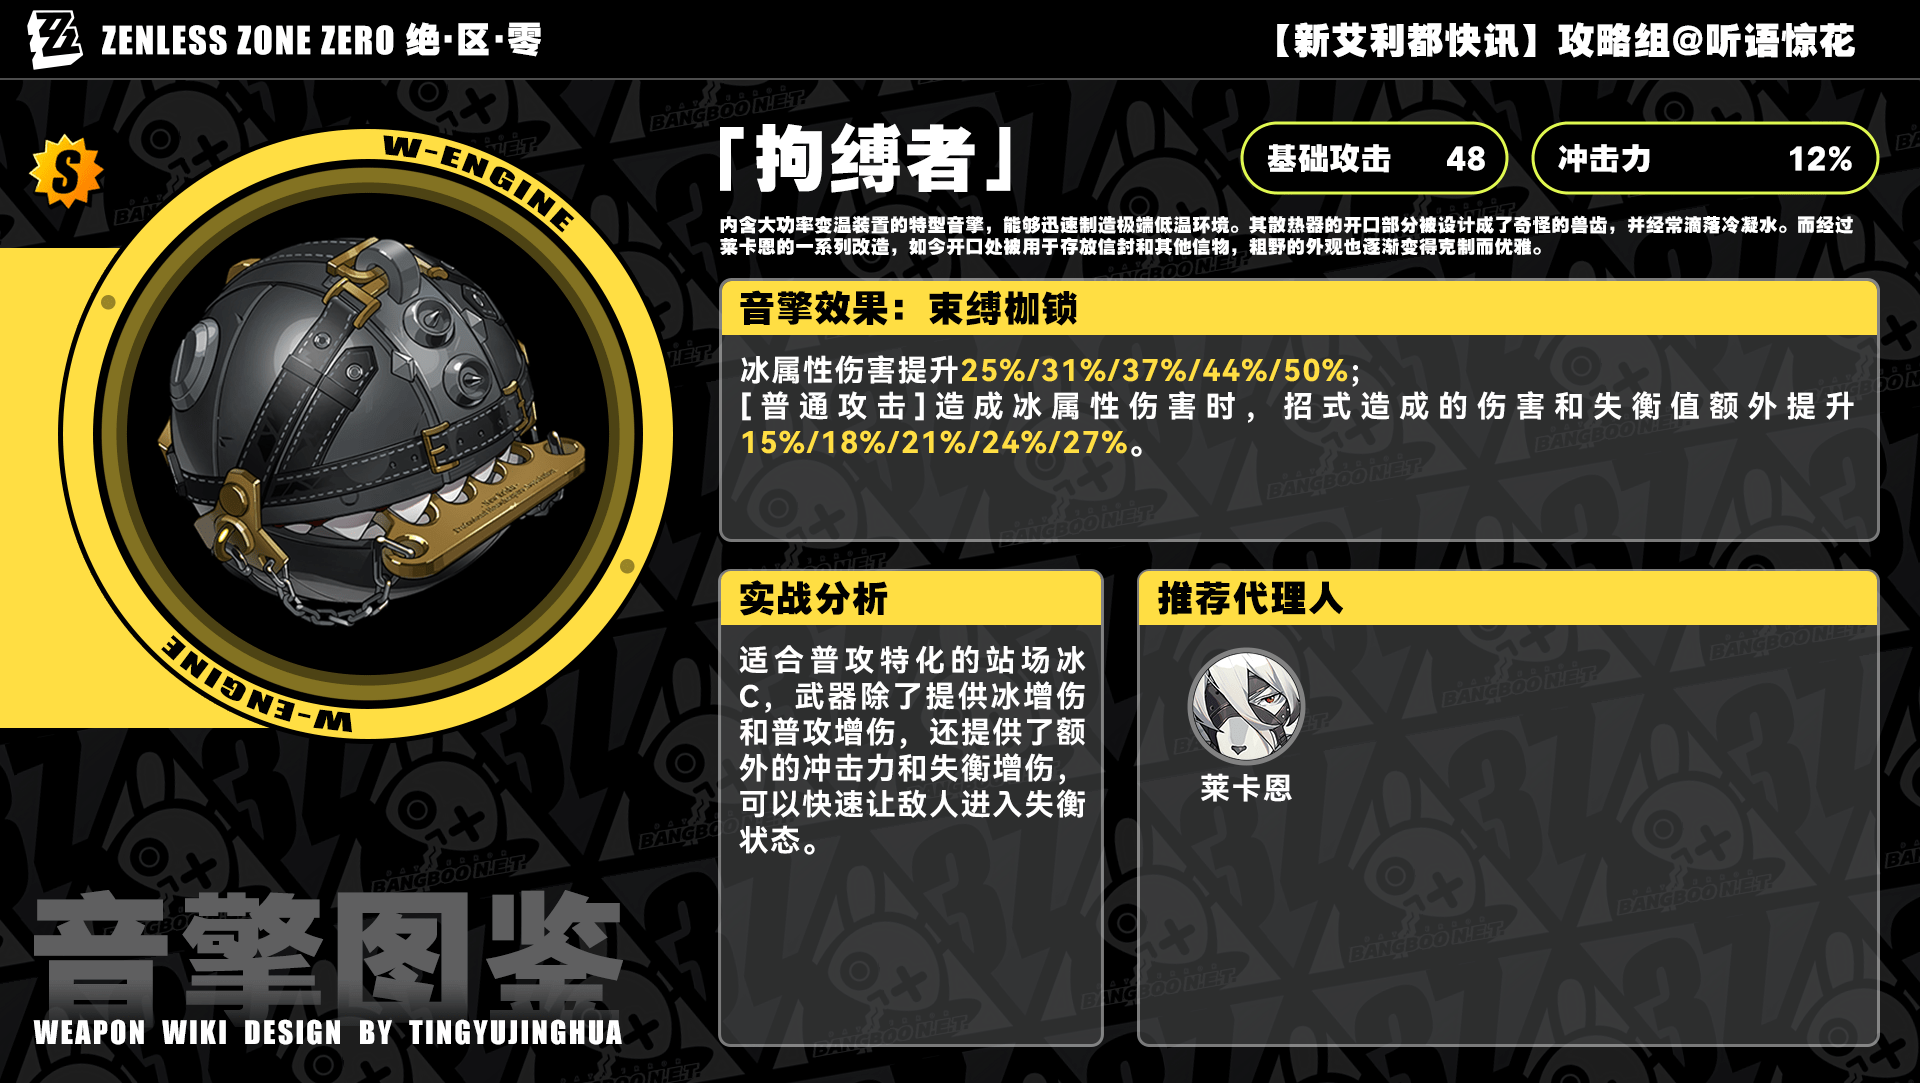 ZENLESS ZONE ZERO 绝·区·零
【新艾利都快讯】攻略组@听语惊花
S
W-ENGINE
W-ENGINE
「拘缚者」
基础攻击 48
冲击力 12%
内含大功率变温装置的特型音擎，能够迅速制造极端低温环境。其散热器的开口部分被设计成了奇怪的兽齿，并经常滴落冷凝水。而经过
莱卡恩的一系列改造，如今开口处被用于存放信封和其他信物，粗野的外观也逐渐变得克制而优雅。
音擎效果：束缚枷锁
冰属性伤害提升25%/31%/37%/44%/50%;
[普通攻击]造成冰属性伤害时，招式造成的伤害和失衡值额外提升
15%/18%/21%/24%/27%。
实战分析
适合普攻特化的站场冰
C，武器除了提供冰增伤
和普攻增伤，还提供了额
外的冲击力和失衡增伤，
可以快速让敌人进入失衡
状态。
推荐代理人
莱卡恩
音擎图鉴
WEAPON WIKI DESIGN BY TINGYUJINGHUA
BANGBOO N.E.T.